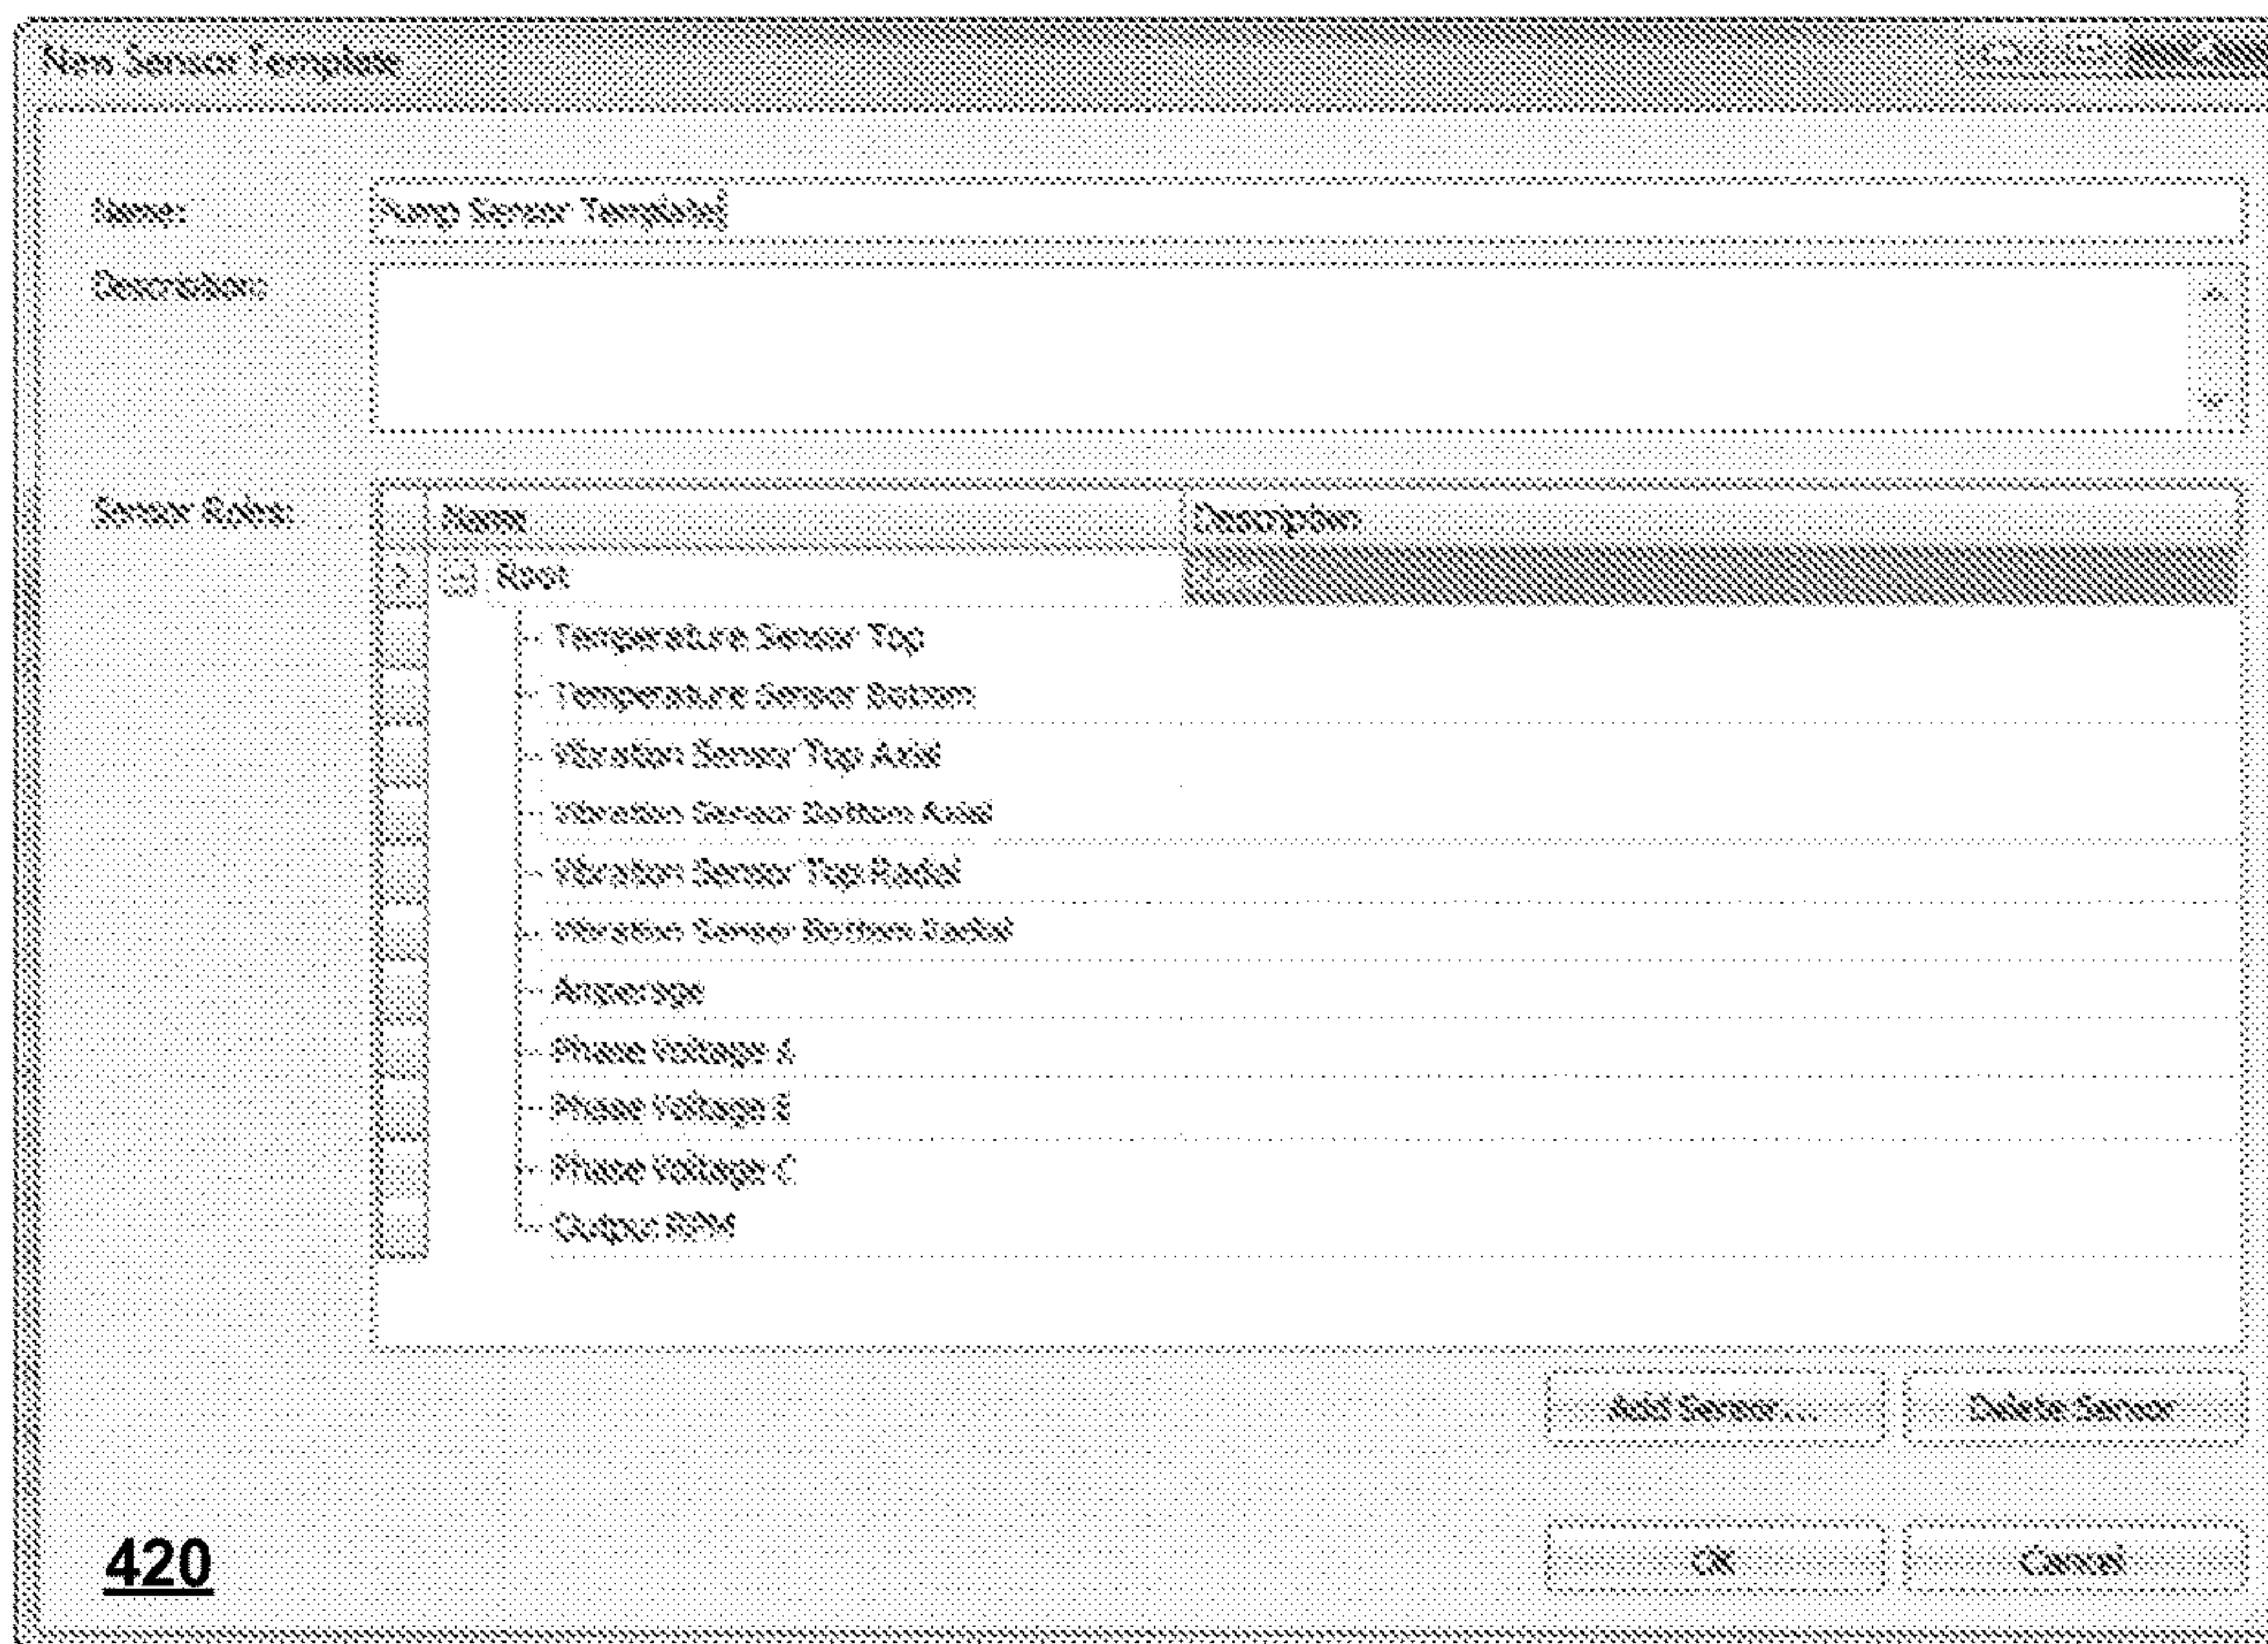 New Sensor Template
Name: Pump Sensor Template
Description:
Sensor Roles:
Name Description
Root
Temperature Sensor Top
Temperature Sensor Bottom
Vibration Sensor Top Axial
Vibration Sensor Bottom Axial
Vibration Sensor Top Radial
Vibration Sensor Bottom Radial
Amperage
Phase Voltage A
Phase Voltage B
Phase Voltage C
Output RPM
Add Sensor... Delete Sensor
OK Cancel
420